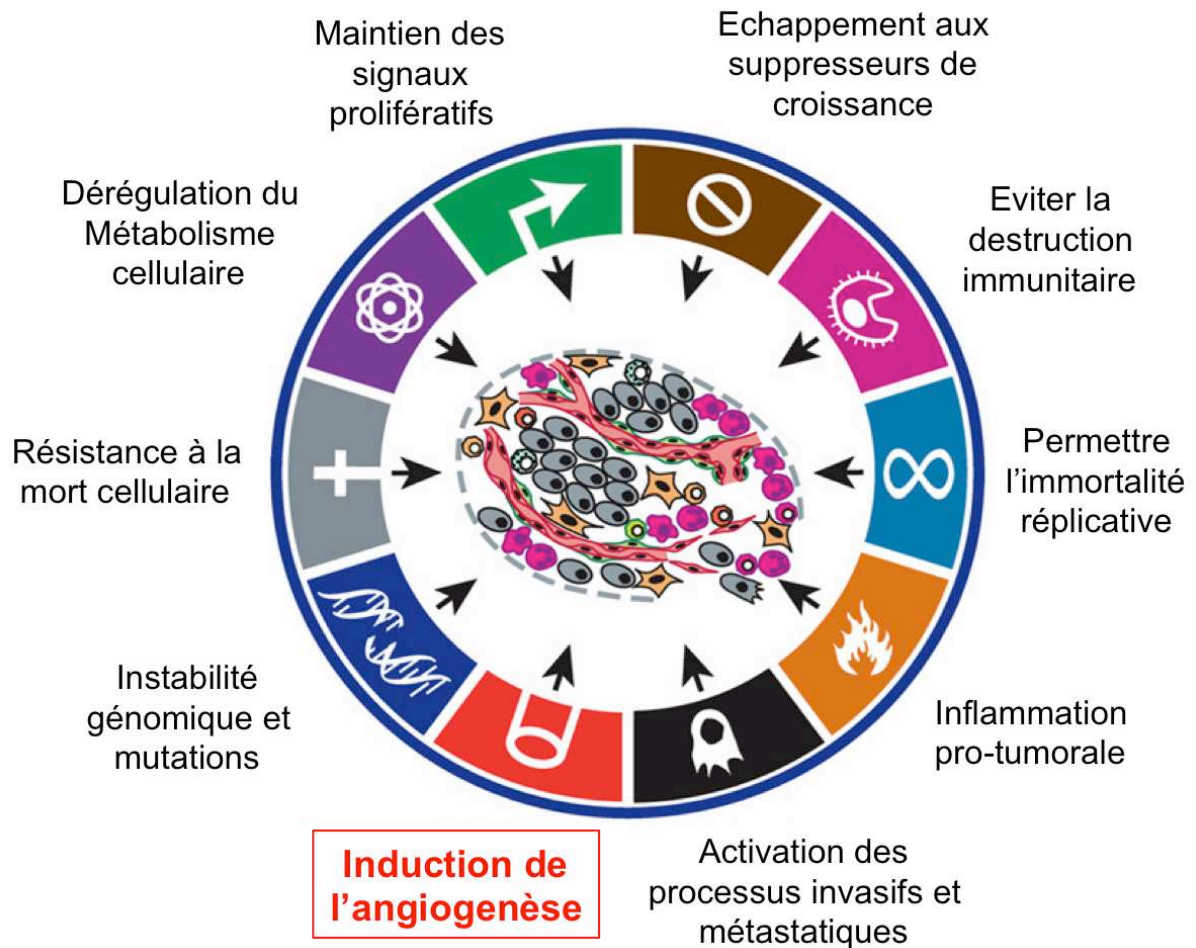 Maintien des
signaux
prolifératifs
Echappement aux
suppresseurs de
croissance
Dérégulation du
Métabolisme
cellulaire
Eviter la
destruction
immunitaire
Résistance à la
mort cellulaire
Permettre
l’immortalité
réplicative
Instabilité
génomique et
mutations
Inflammation
pro-tumorale
Induction de
l’angiogenèse
Activation des
processus invasifs et
métastatiques